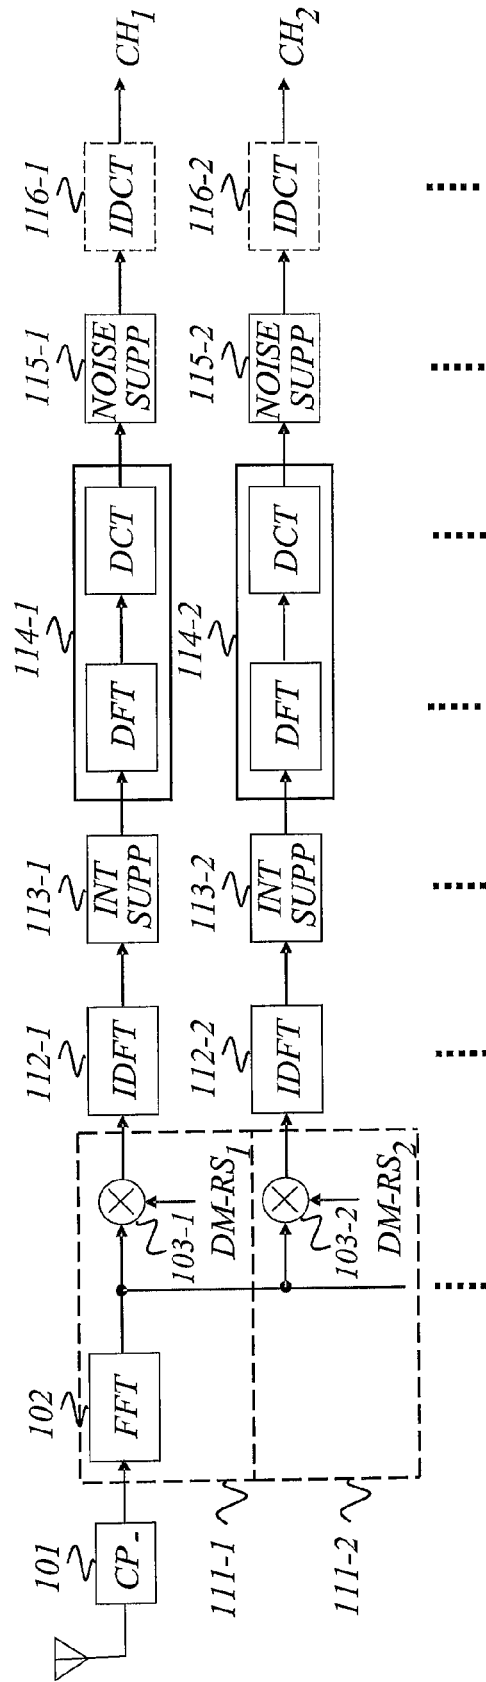 101
CP-
102
FFT
111-1
111-2
103-1
DM-RS1
103-2
DM-RS2
112-1
IDFT
112-2
IDFT
113-1
INT
SUPP
113-2
INT
SUPP
114-1
DFT
DCT
114-2
DFT
DCT
115-1
NOISE
SUPP
115-2
NOISE
SUPP
116-1
IDCT
116-2
IDCT
CH1
CH2